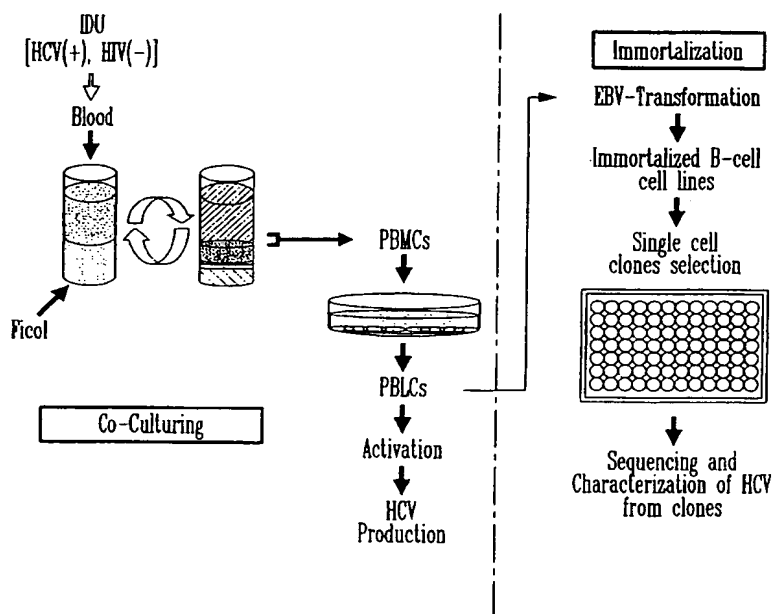 IDU
[HCV(+), HIV(-)]
Blood
Ficol
PBMCs
PBLCs
Co-Culturing
Activation
HCV
Production
Immortalization
EBV-Transformation
Immortalized B-cell
cell lines
Single cell
clones selection
Sequencing and
Characterization of HCV
from clones